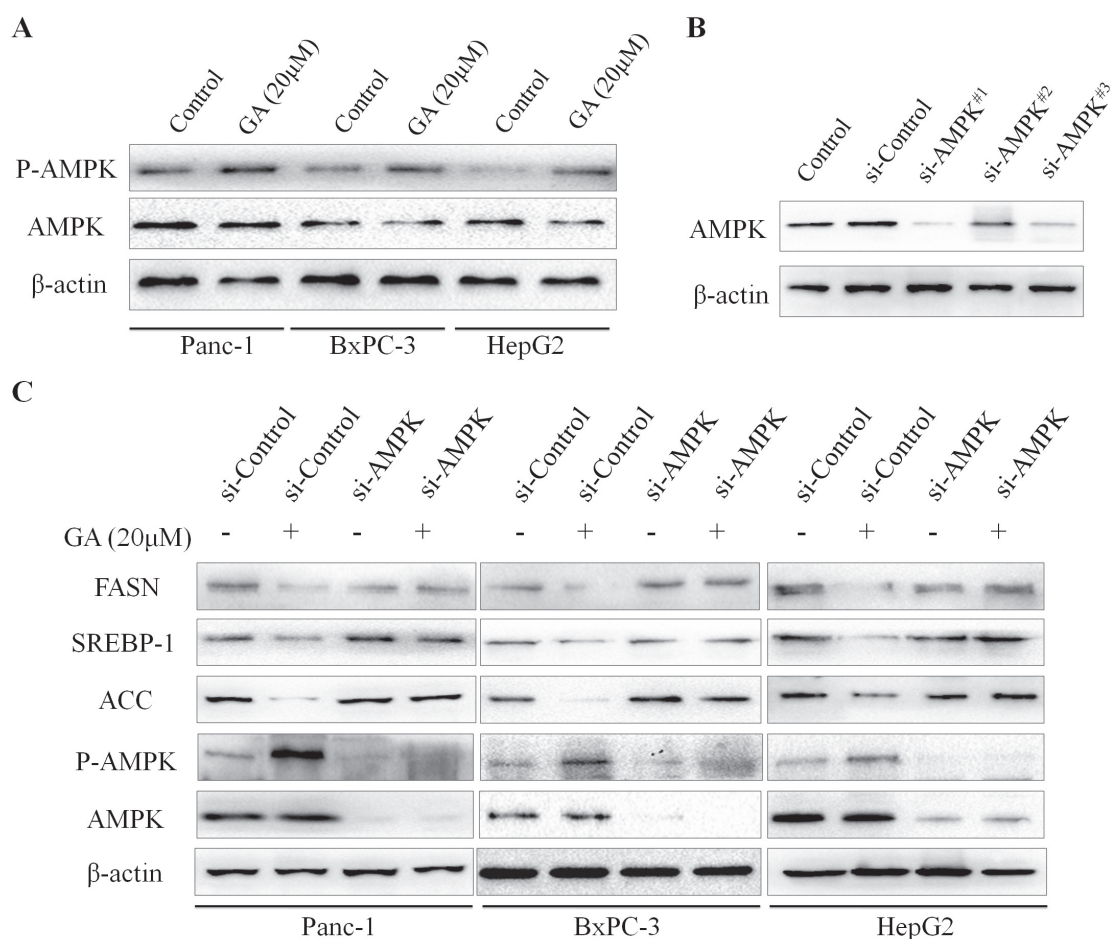 A
Control
GA (20μM)
Control
GA (20μM)
Control
GA (20μM)
P-AMPK
AMPK
β-actin
Panc-1
BxPC-3
HepG2
B
Control
si-Control
si-AMPK#1
si-AMPK#2
si-AMPK#3
AMPK
β-actin
C
si-Control
si-Control
si-AMPK
si-AMPK
si-Control
si-Control
si-AMPK
si-AMPK
si-Control
si-Control
si-AMPK
si-AMPK
GA (20μM) - + - + - + - + - + - +
FASN
SREBP-1
ACC
P-AMPK
AMPK
β-actin
Panc-1
BxPC-3
HepG2